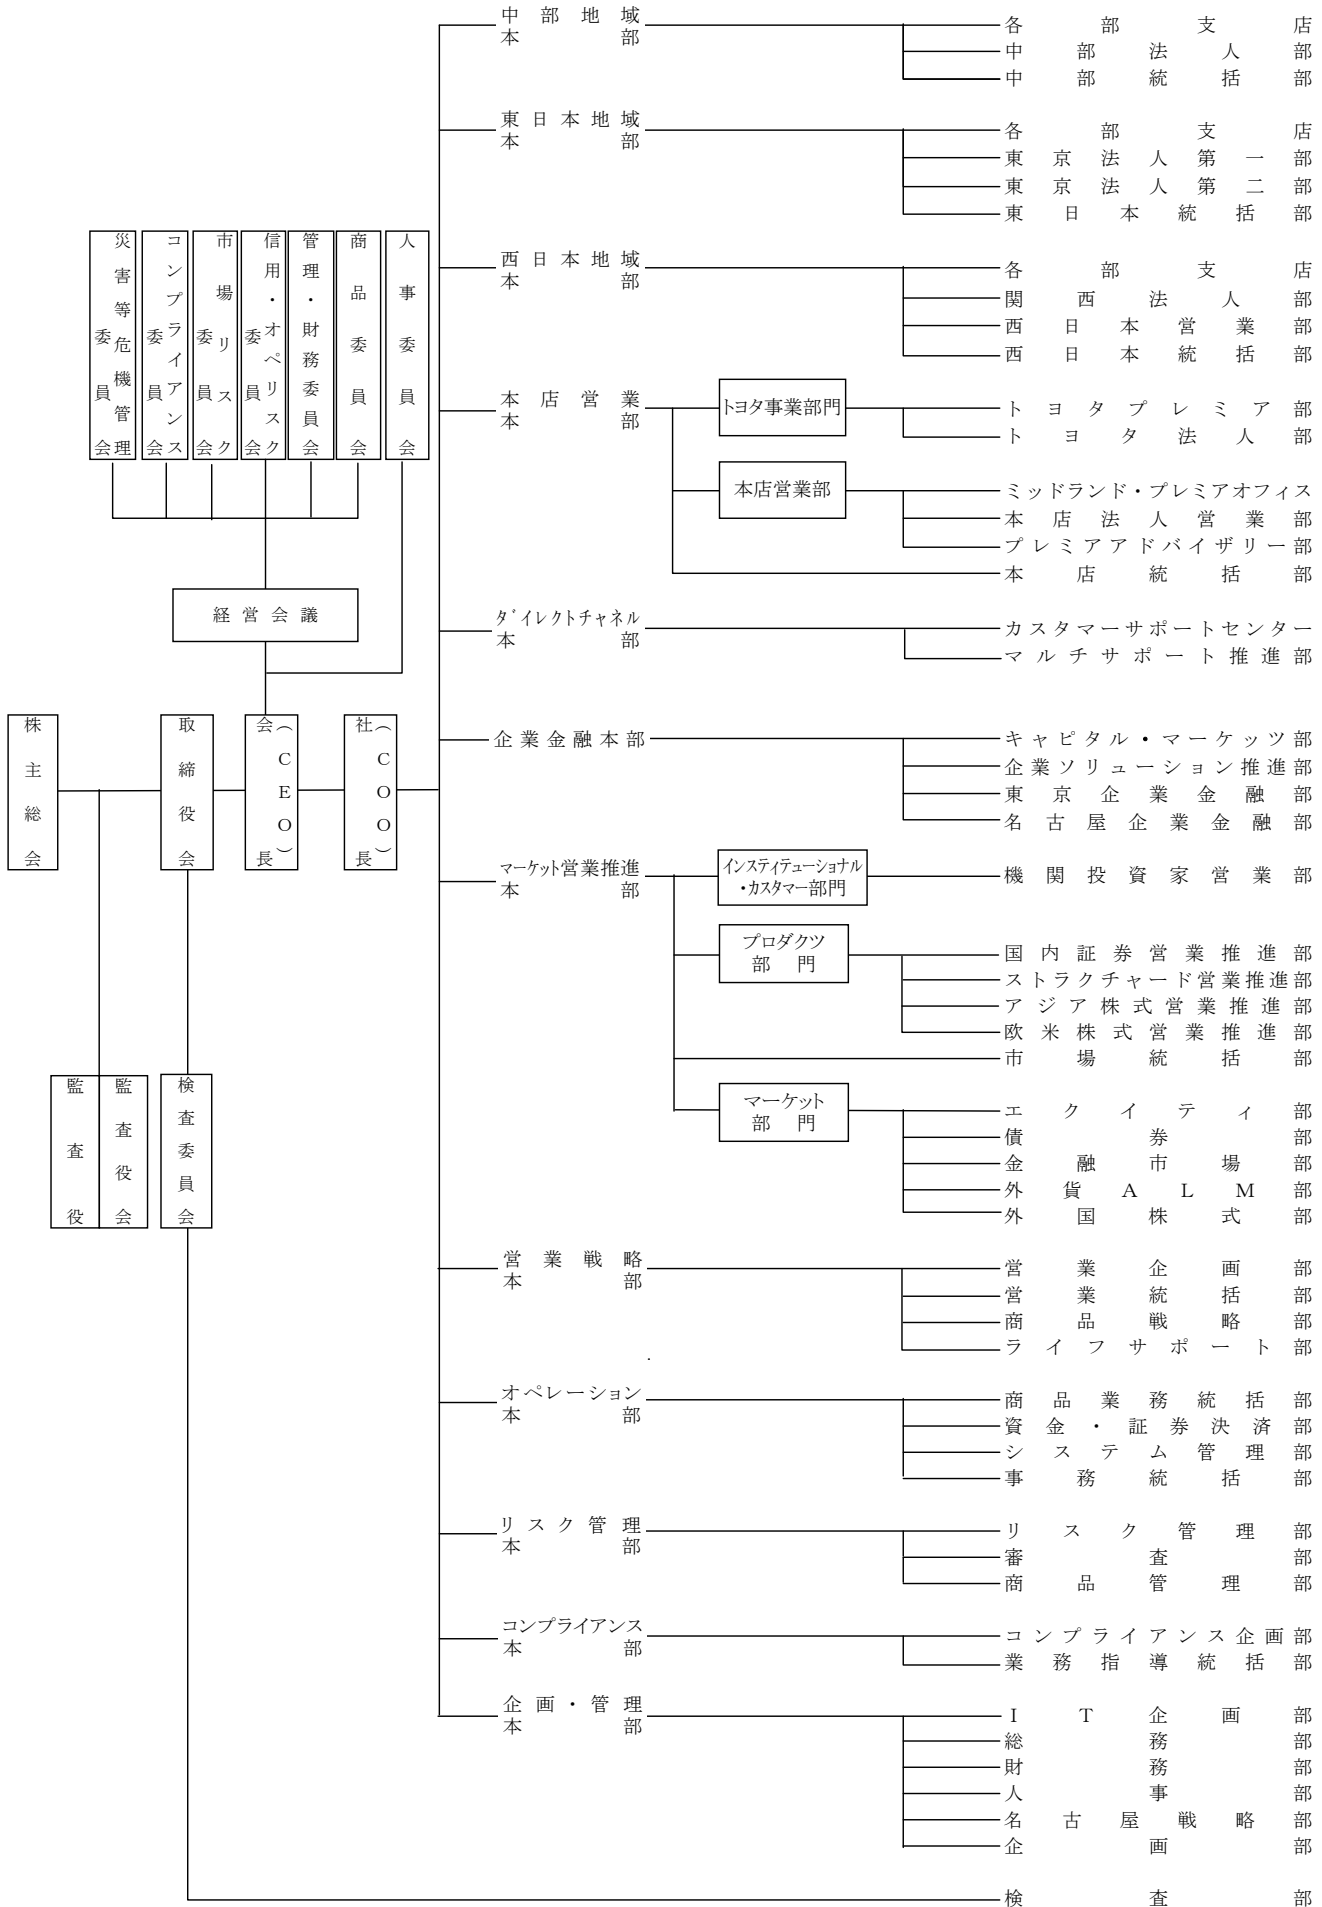 中部地域
本部
各部支店
中部法人部
中部統括部
東日本地域
本部
各部支店
東京法人第一部
東京法人第二部
東日本統括部
災害等危機管理
委員会
コンプライアンス
委員会
市場リスク
委員会
信用・オペリスク
委員会
管理・財務委員会
商品委員会
人事委員会
西日本地域
本部
各部支店
関西法人部
西日本営業部
西日本統括部
本店営業
本部
トヨタ事業部門
トヨタプレミア部
トヨタ法人部
本店営業部
ミッドランド・プレミアオフィス
本店法人営業部
プレミアアドバイザリー部
本店統括部
経営会議
ダイレクトチャネル
本部
カスタマーサポートセンター
マルチサポート推進部
株主総会
取締役会
会長
(CEO)
社長
(COO)
企業金融本部
キャピタル・マーケッツ部
企業ソリューション推進部
東京企業金融部
名古屋企業金融部
マーケット営業推進
本部
インスティテューショナル
・カスタマー部門
機関投資家営業部
プロダクツ
部門
国内証券営業推進部
ストラクチャード営業推進部
アジア株式営業推進部
欧米株式営業推進部
市場統括部
監査役
監査役会
検査委員会
マーケット
部門
エクイティ部
債券部
金融市場部
外貨ALM部
外国株式部
営業戦略
本部
営業企画部
営業統括部
商品戦略部
ライフサポート部
オペレーション
本部
商品業務統括部
資金・証券決済部
システム管理部
事務統括部
リスク管理
本部
リスク管理部
審査部
商品管理部
コンプライアンス
本部
コンプライアンス企画部
業務指導統括部
企画・管理
本部
IT企画部
総務部
財務部
人事部
名古屋戦略部
企画部
検査部